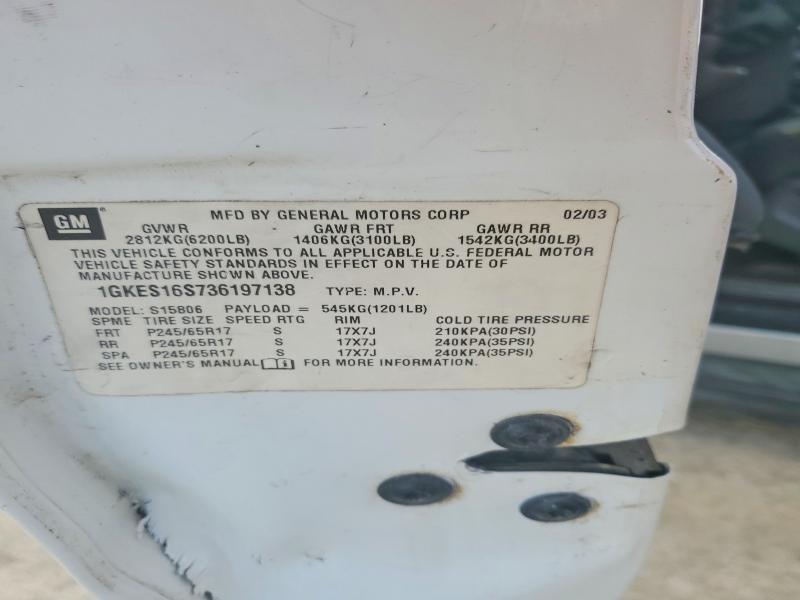 GM ® MFD BY GENERAL MOTORS CORP 02/03
GVWR GAWR FRT GAWR RR
2812KG(6200LB) 1406KG(3100LB) 1542KG(3400LB)
THIS VEHICLE CONFORMS TO ALL APPLICABLE U.S. FEDERAL MOTOR
VEHICLE SAFETY STANDARDS IN EFFECT ON THE DATE OF
MANUFACTURE SHOWN ABOVE.
1GKES16S736197138 TYPE: M.P.V.
MODEL: S15806 PAYLOAD = 545KG(1201LB)
SPME TIRE SIZE SPEED RTG RIM COLD TIRE PRESSURE
FRT P245/65R17 S 17X7J 210KPA(30PSI)
RR P245/65R17 S 17X7J 240KPA(35PSI)
SPA P245/65R17 S 17X7J 240KPA(35PSI)
SEE OWNER'S MANUAL FOR MORE INFORMATION.